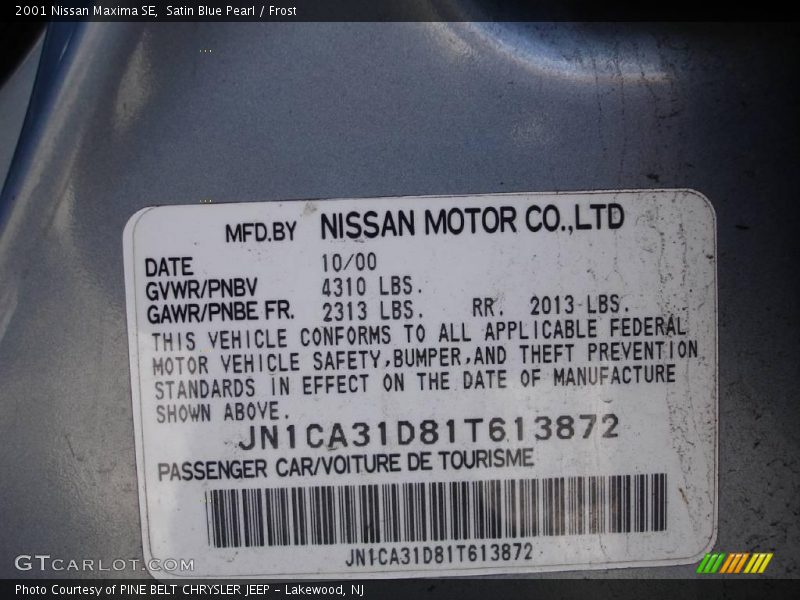 2001 Nissan Maxima SE, Satin Blue Pearl / Frost
MFD.BY NISSAN MOTOR CO.,LTD
DATE 10/00
GVWR/PNBV 4310 LBS.
GAWR/PNBE FR. 2313 LBS. RR. 2013 LBS.
THIS VEHICLE CONFORMS TO ALL APPLICABLE FEDERAL
MOTOR VEHICLE SAFETY,BUMPER,AND THEFT PREVENTION
STANDARDS IN EFFECT ON THE DATE OF MANUFACTURE
SHOWN ABOVE.
JN1CA31D81T613872
PASSENGER CAR/VOITURE DE TOURISME
JN1CA31D81T613872
GTCARLOT.COM
Photo Courtesy of PINE BELT CHRYSLER JEEP - Lakewood, NJ